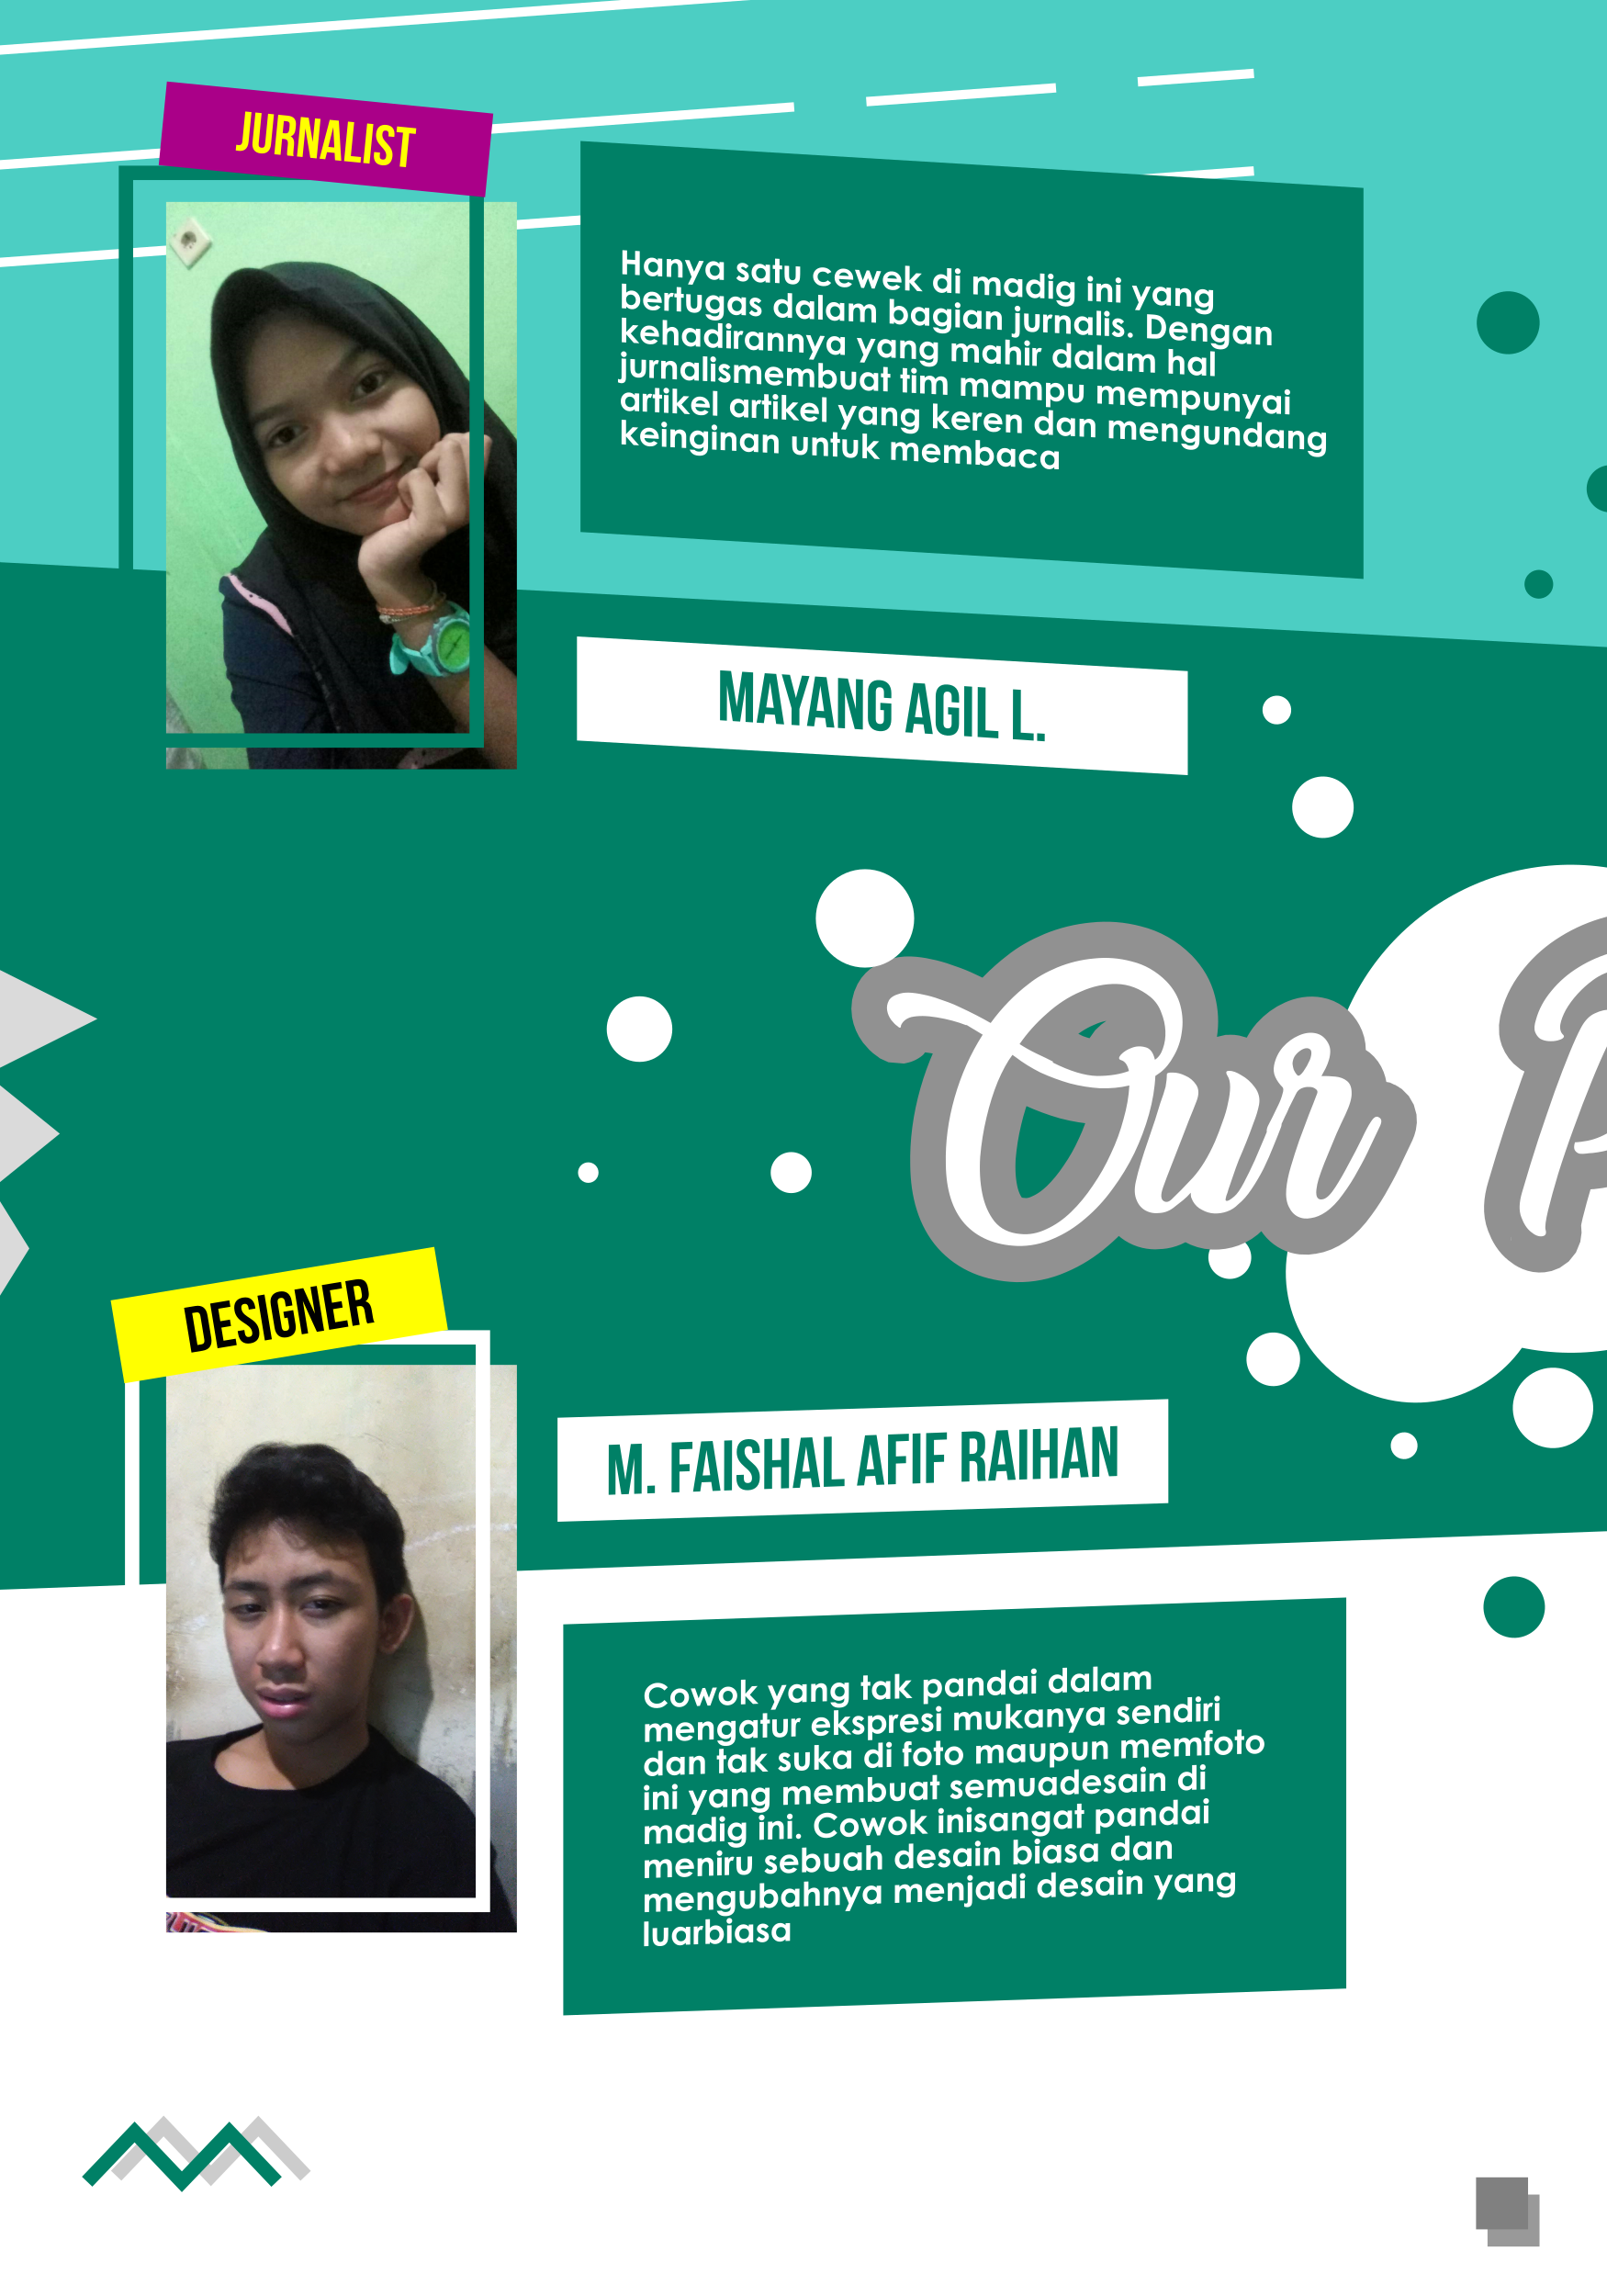 JURNALIST
Hanya satu cewek di madig ini yang
bertugas dalam bagian jurnalis. Dengan
kehadirannya yang mahir dalam hal
jurnalismembuat tim mampu mempunyai
artikel artikel yang keren dan mengundang
keinginan untuk membaca
MAYANG AGIL L.
Our P
DESIGNER
M. FAISHAL AFIF RAIHAN
Cowok yang tak pandai dalam
mengatur ekspresi mukanya sendiri
dan tak suka di foto maupun memfoto
ini yang membuat semuadesain di
madig ini. Cowok inisangat pandai
meniru sebuah desain biasa dan
mengubahnya menjadi desain yang
luarbiasa